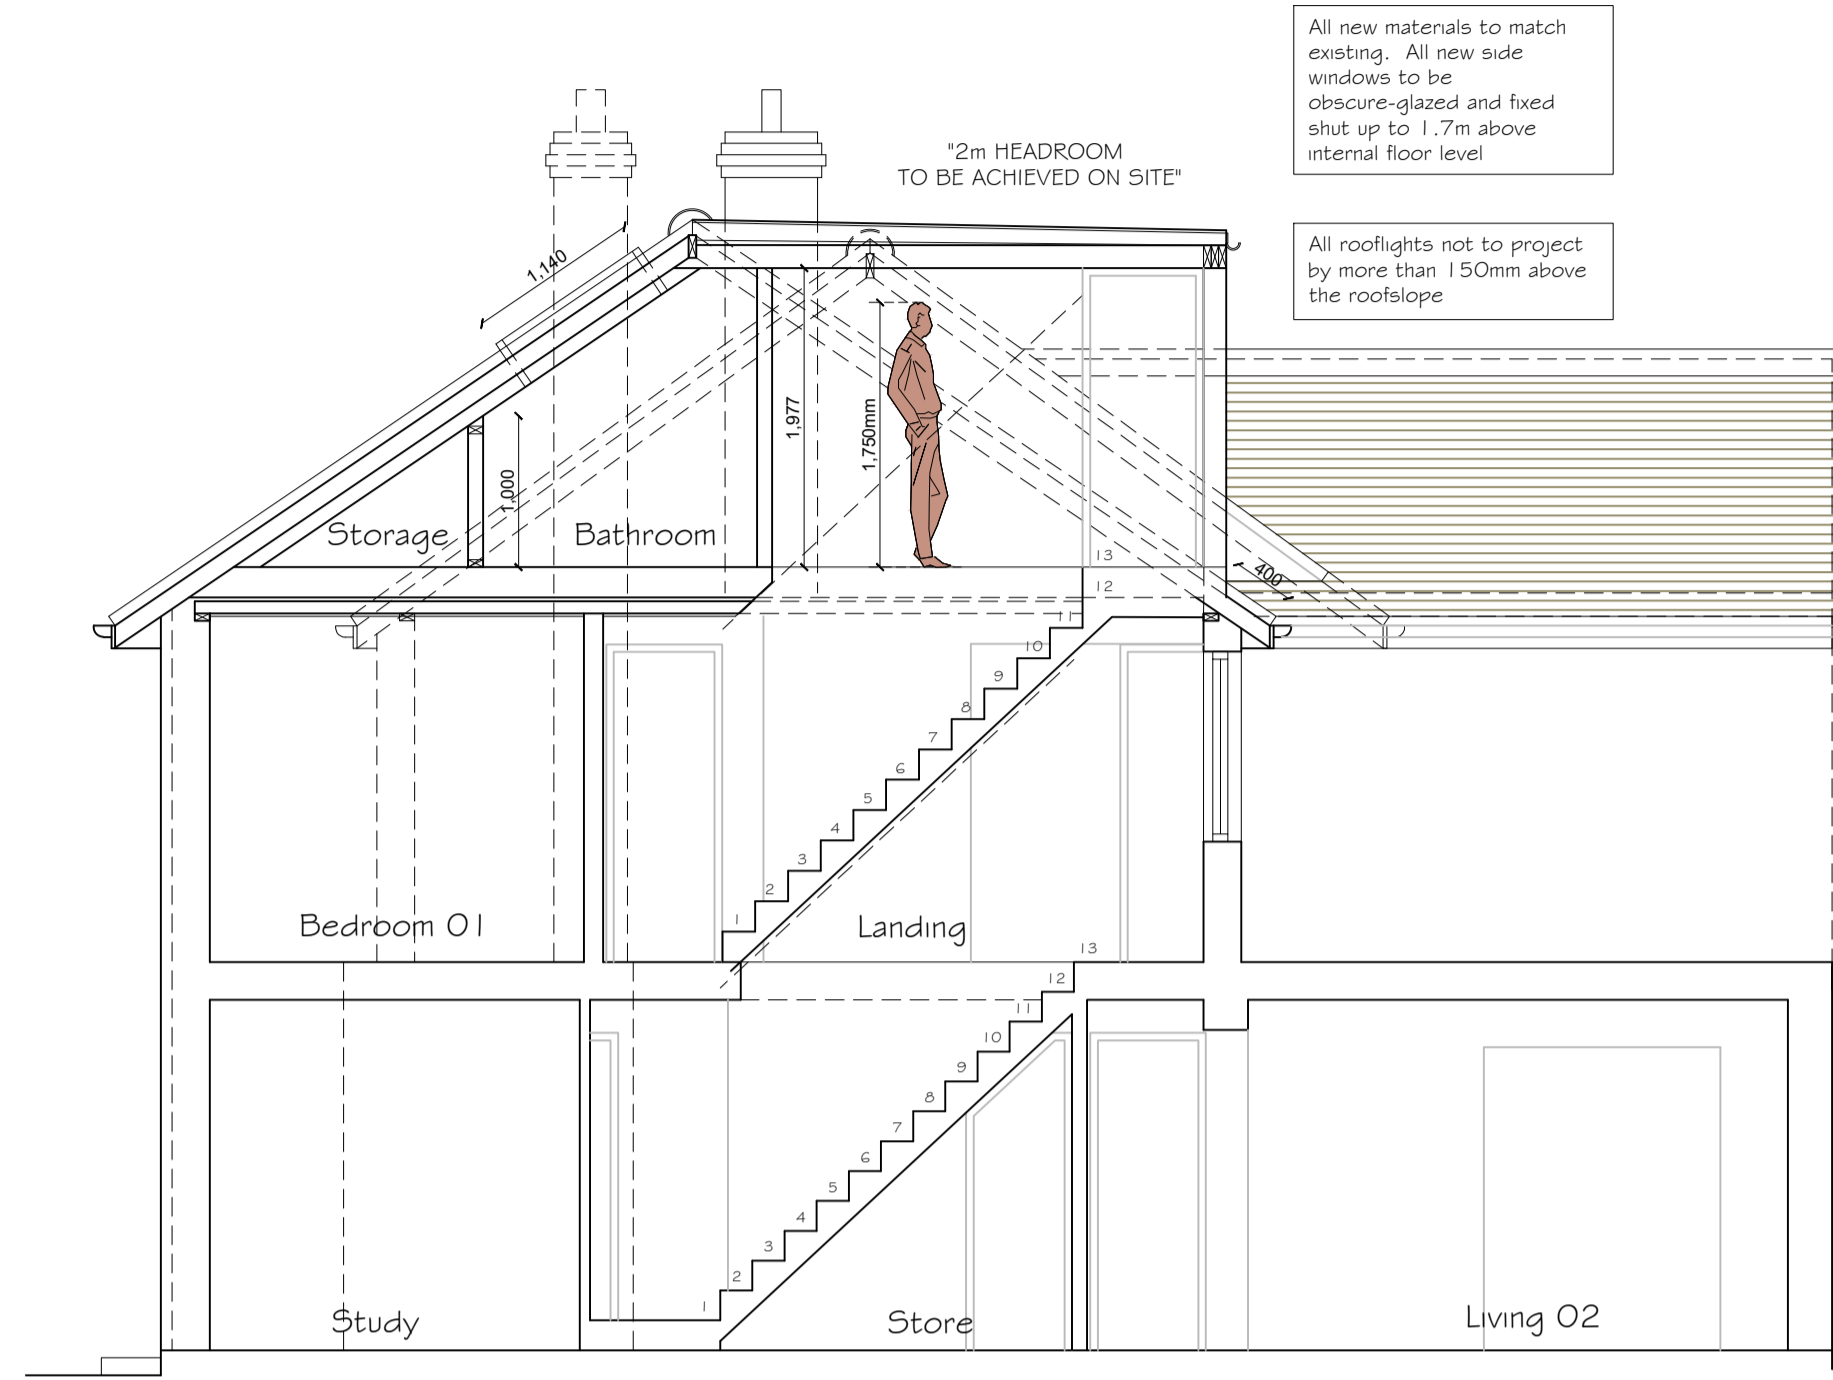 All new materials to match
existing.  All new side
windows to be
obscure-glazed and fixed
shut up to 1.7m above
internal floor level
"2m HEADROOM
TO BE ACHIEVED ON SITE"
All rooflights not to project
by more than 150mm above
the roofslope
1,140
1,977
1,750mm
1,000
Storage
Bathroom
400
13
12
11
10
9
8
7
6
5
4
3
2
1
Bedroom 01
Landing
13
12
11
10
9
8
7
6
5
4
3
2
1
Study
Store
Living 02